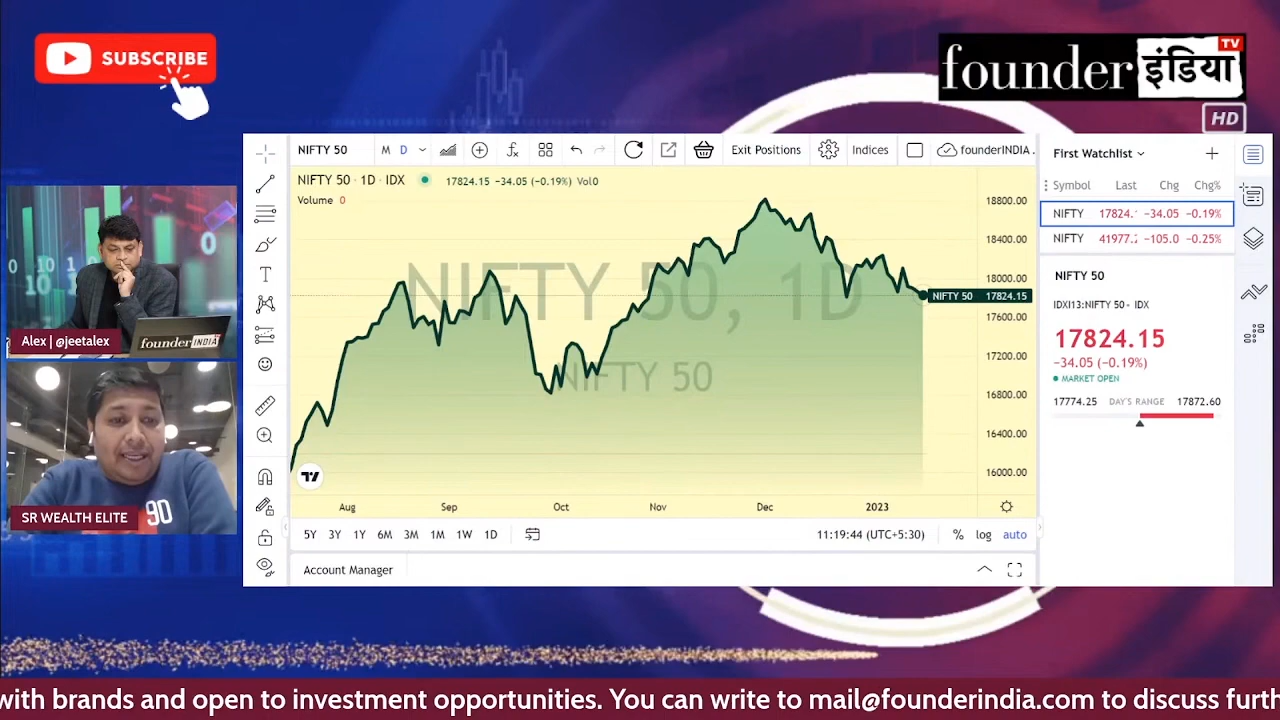 SUBSCRIBE
founder इंडिया TV
HD
NIFTY 50 M D Exit Positions Indices founderINDIA .
NIFTY 50 · 1D · IDX 17824.15 −34.05 (−0.19%) Vol0
Volume 0
NIFTY 50, 1D
NIFTY 50
18800.00
18400.00
18000.00
NIFTY 50 17824.15
17600.00
17200.00
16800.00
16400.00
16000.00
Aug Sep Oct Nov Dec 2023
5Y 3Y 1Y 6M 3M 1M 1W 1D 11:19:44 (UTC+5:30) % log auto
Account Manager
First Watchlist
Symbol Last Chg Chg%
NIFTY 17824. −34.05 −0.19%
NIFTY 41977. −105.0 −0.25%
NIFTY 50
IDXI13:NIFTY 50 · IDX
17824.15
−34.05 (−0.19%)
MARKET OPEN
17774.25 DAY'S RANGE 17872.60
Alex | @jeetalex
founder INDIA
SR WEALTH ELITE
90
with brands and open to investment opportunities. You can write to mail@founderindia.com to discuss furth